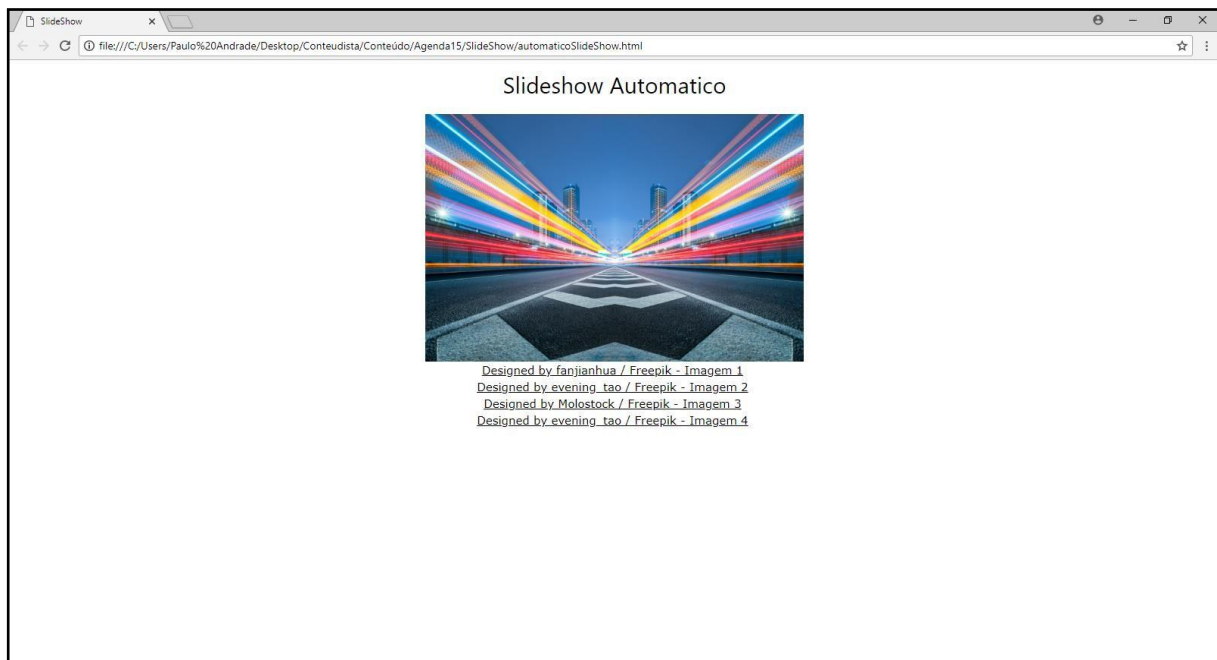 SlideShow
file:///C:/Users/Paulo%20Andrade/Desktop/Conteudista/Conteúdo/Agenda15/SlideShow/automaticoSlideShow.html
Slideshow Automatico
Designed by fanjianhua / Freepik - Imagem 1
Designed by evening_tao / Freepik - Imagem 2
Designed by Molostock / Freepik - Imagem 3
Designed by evening_tao / Freepik - Imagem 4